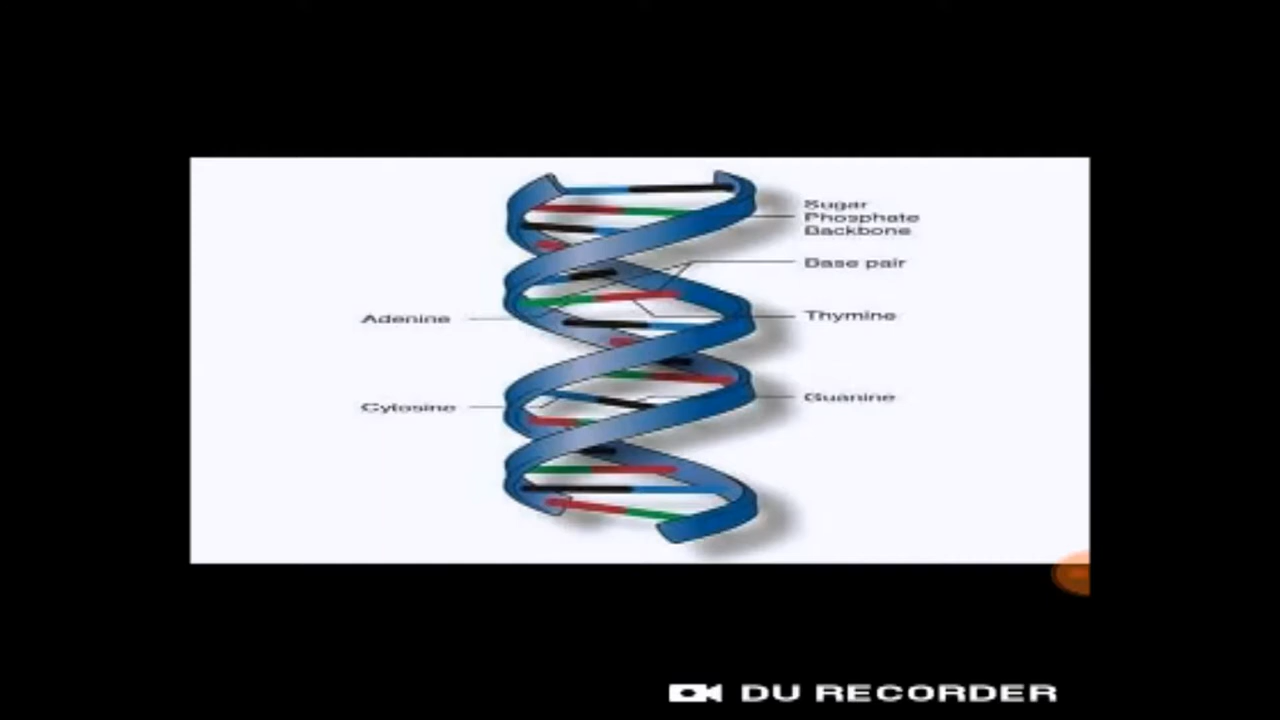 Sugar
Phosphate
Backbone
Base pair
Adenine
Thymine
Cytosine
Guanine
DU RECORDER